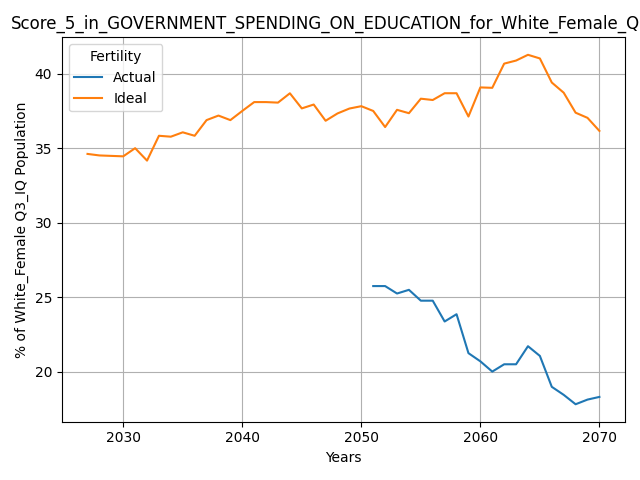 Score_5_in_GOVERNMENT_SPENDING_ON_EDUCATION_for_White_Female_Q
Fertility
Actual
Ideal
% of White_Female Q3_IQ Population
40
35
30
25
20
2030 2040 2050 2060 2070
Years